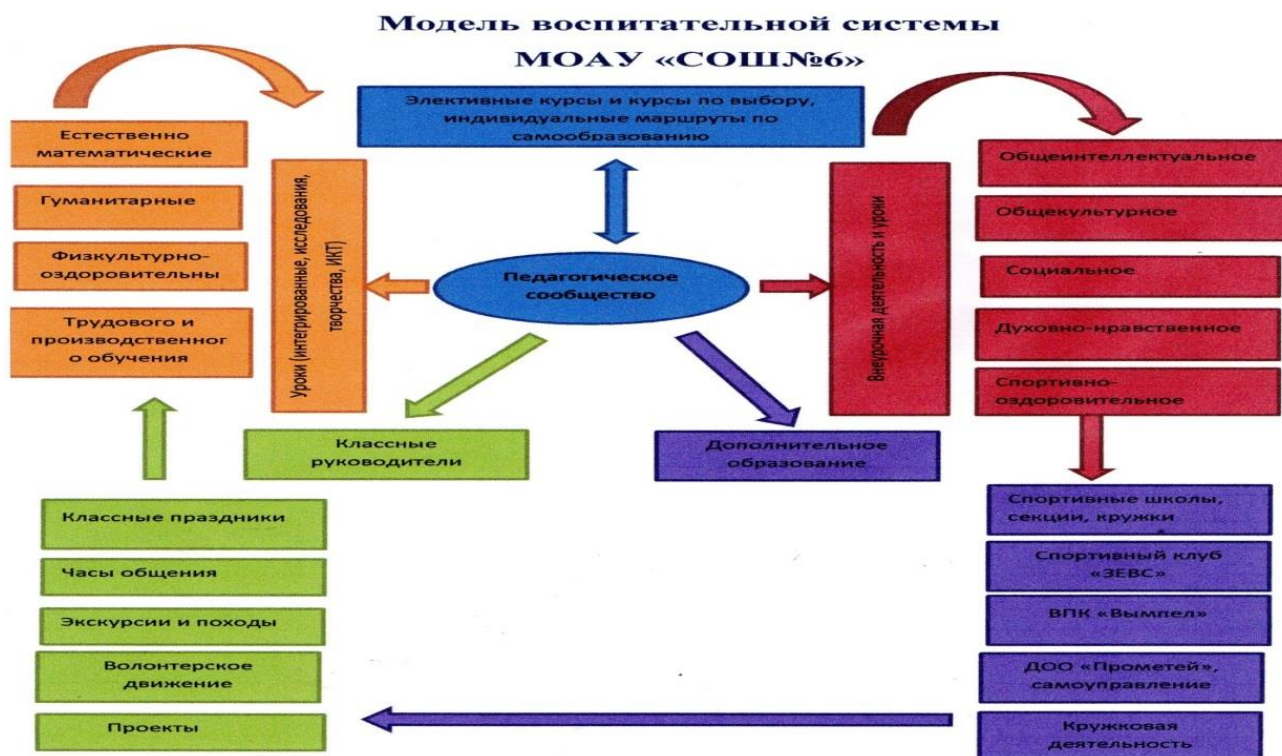 Модель воспитательной системы
МОАУ «СОШ№6»
Элективные курсы и курсы по выбору,
индивидуальные маршруты по
самообразованию
Естественно
математические
Гуманитарные
Физкультурно-
оздоровительны
Трудового и
производственног
о обучения
Уроки (интегрированные, исследования,
творчества, ИКТ)
Педагогическое
сообщество
Внеурочная деятельность и уроки
Общеинтеллектуальное
Общекультурное
Социальное
Духовно-нравственное
Спортивно-
оздоровительное
Классные
руководители
Дополнительное
образование
Классные праздники
Часы общения
Экскурсии и походы
Волонтерское
движение
Проекты
Спортивные школы,
секции, кружки
Спортивный клуб
«ЗЕВС»
ВПК «Вымпел»
ДОО «Прометей»,
самоуправление
Кружковая
деятельность